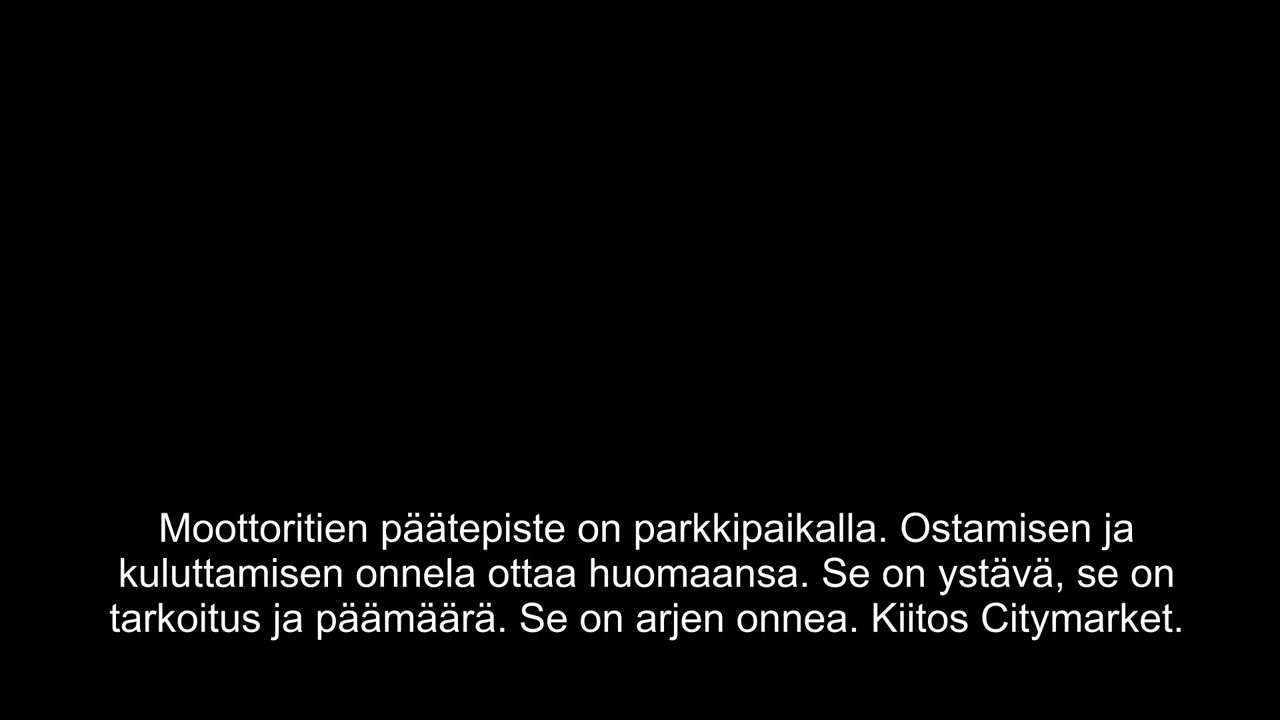 Moottoritien päätepiste on parkkipaikalla. Ostamisen ja
kuluttamisen onnela ottaa huomaansa. Se on ystävä, se on
tarkoitus ja päämäärä. Se on arjen onnea. Kiitos Citymarket.